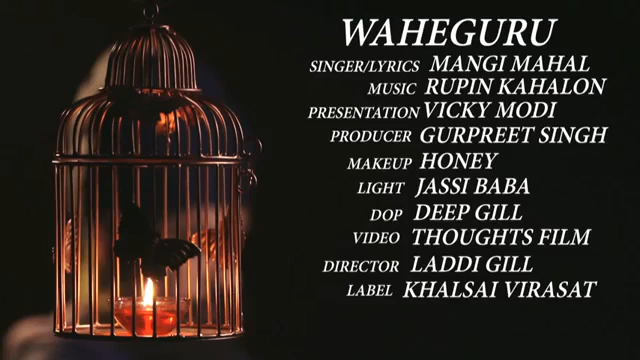 WAHEGURU
SINGER/LYRICS MANGI MAHAL
MUSIC RUPIN KAHALON
PRESENTATION VICKY MODI
PRODUCER GURPREET SINGH
MAKEUP HONEY
LIGHT JASSI BABA
DOP DEEP GILL
VIDEO THOUGHTS FILM
DIRECTOR LADDI GILL
LABEL KHALSAI VIRASAT